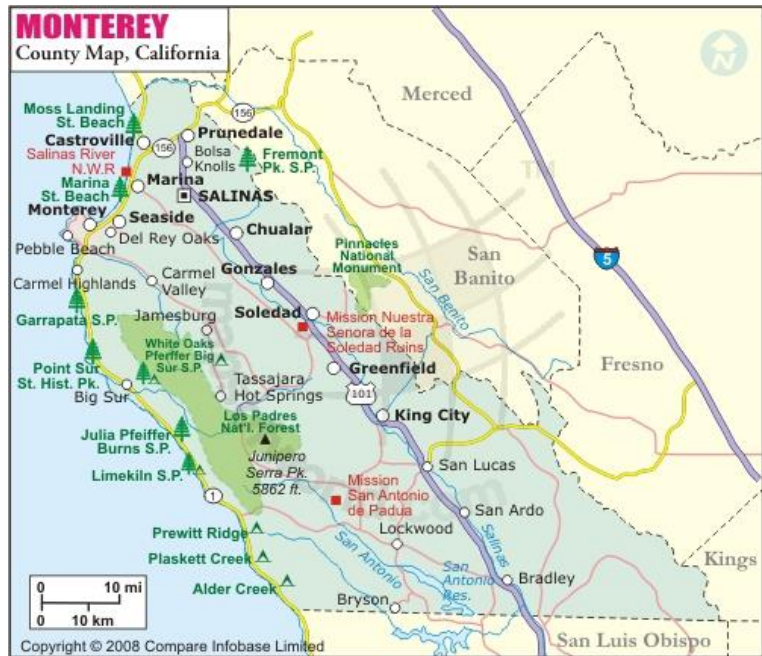 MONTEREY
County Map, California
Merced
156
Moss Landing
St. Beach
Castroville
156
Prunedale
Salinas River
N.W.R
Bolsa
Knolls
Fremont
Pk. S.P.
Marina
St. Beach
Marina
SALINAS
Monterey
Seaside
Del Rey Oaks
Chualar
Pebble Beach
Pinnacles
National
Monument
San
Banito
5
Carmel Highlands
Carmel
Valley
Gonzales
San Benito
Garrapata S.P.
Jamesburg
Soledad
Mission Nuestra
Senora de la
Soledad Ruins
White Oaks
Pferffer Big
Sur S.P.
Point Sur
St. Hist. Pk.
Greenfield
Fresno
Big Sur
Tassajara
Hot Springs
101
King City
Los Padres
Nat'l. Forest
Julia Pfeiffer
Burns S.P.
Junipero
Serra Pk.
5862 ft.
Limekiln S.P.
San Lucas
1
Mission
San Antonio
de Padua
San Ardo
Prewitt Ridge
Lockwood
Salinas
Plaskett Creek
San Antonio
Kings
Alder Creek
San
Antonio
Res.
Bradley
Bryson
0 10 mi
0 10 km
San Luis Obispo
Copyright © 2008 Compare Infobase Limited